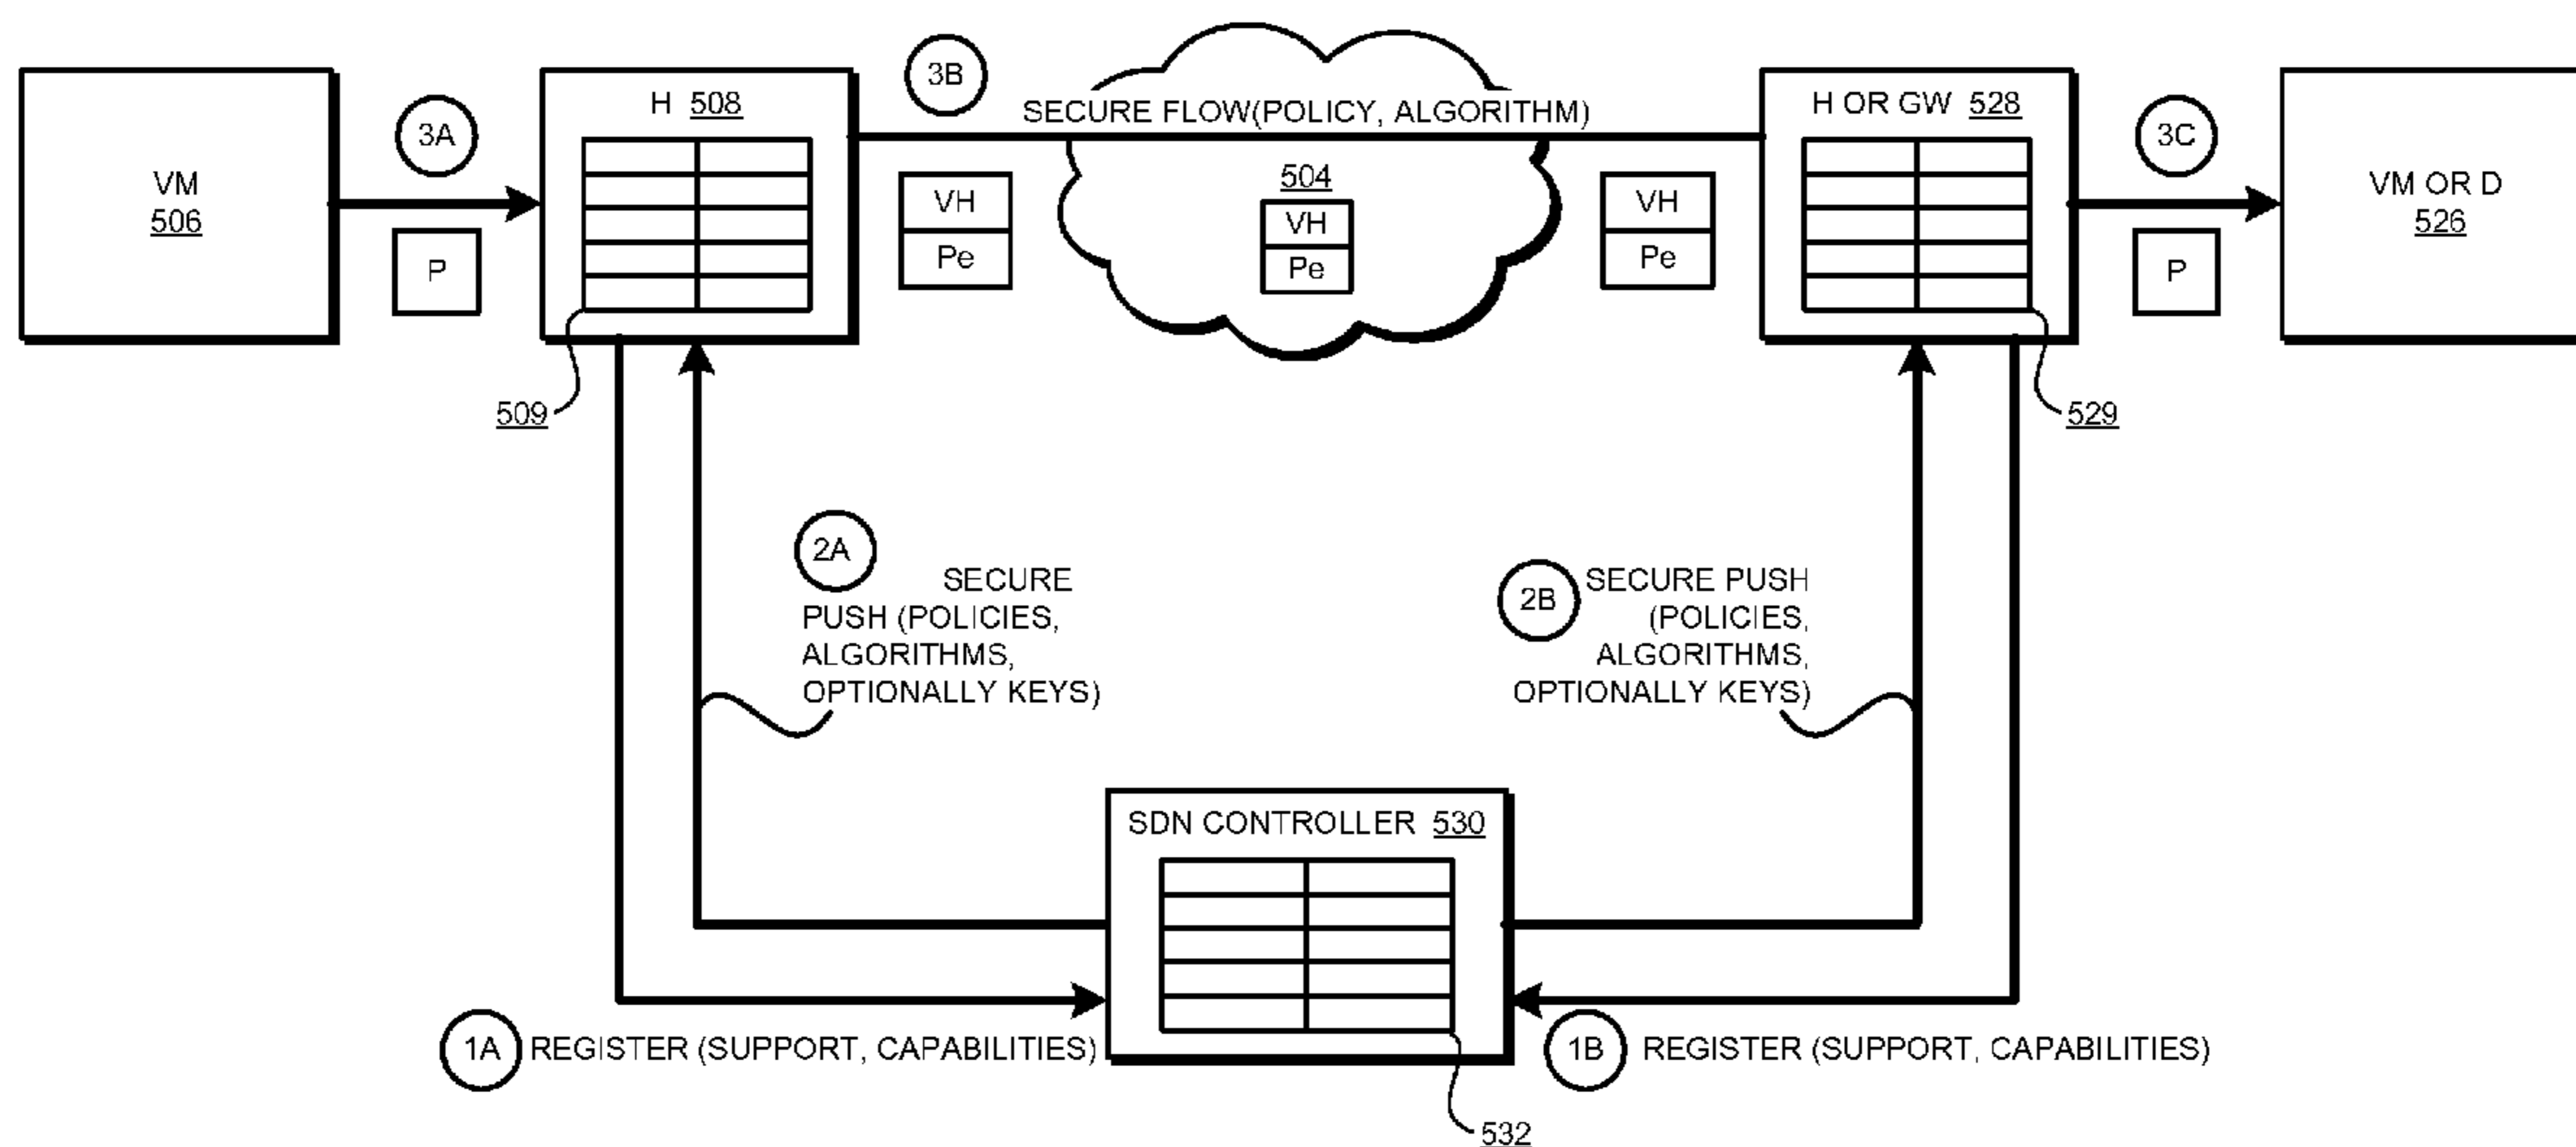 3B
SECURE FLOW(POLICY, ALGORITHM)
VM
506
3A
P
H 508
509
VH
Pe
504
VH
Pe
VH
Pe
H OR GW 528
529
3C
P
VM OR D
526
2A
SECURE
PUSH (POLICIES,
ALGORITHMS,
OPTIONALLY KEYS)
2B
SECURE PUSH
(POLICIES,
ALGORITHMS,
OPTIONALLY KEYS)
SDN CONTROLLER 530
1A
REGISTER (SUPPORT, CAPABILITIES)
1B
REGISTER (SUPPORT, CAPABILITIES)
532